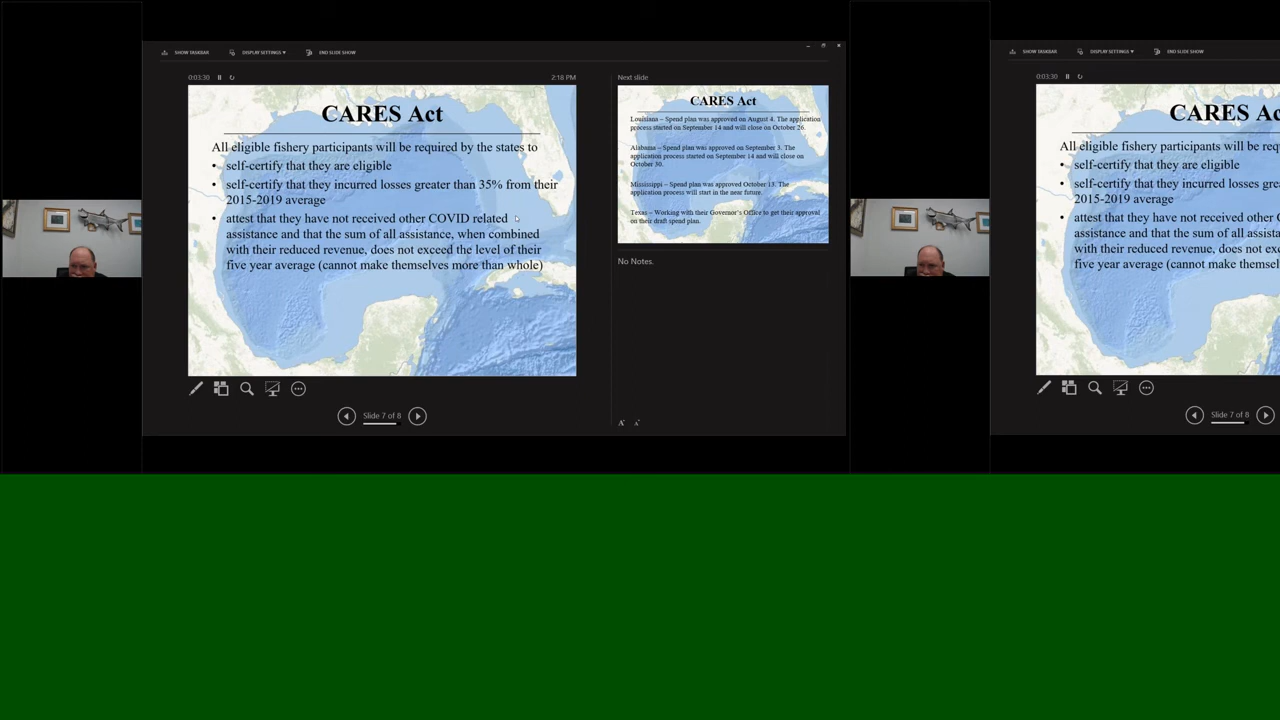 SHOW TASKBAR DISPLAY SETTINGS ▾ END SLIDE SHOW
0:03:30 2:18 PM
CARES Act
All eligible fishery participants will be required by the states to
• self-certify that they are eligible
• self-certify that they incurred losses greater than 35% from their
2015-2019 average
• attest that they have not received other COVID related
assistance and that the sum of all assistance, when combined
with their reduced revenue, does not exceed the level of their
five year average (cannot make themselves more than whole)
Slide 7 of 8
Next slide
CARES Act
Louisiana – Spend plan was approved on August 4. The application
process started on September 14 and will close on October 26.
Alabama – Spend plan was approved on September 3. The
application process started on September 14 and will close on
October 30.
Mississippi – Spend plan was approved October 13. The
application process will start in the near future.
Texas – Working with their Governor's Office to get their approval
on their draft spend plan.
No Notes.
A A
SHOW TASKBAR DISPLAY SETTINGS ▾ END SLIDE SHOW
0:03:30
CARES Ac
All eligible fishery participants will be req
• self-certify that they are eligible
• self-certify that they incurred losses grea
2015-2019 average
• attest that they have not received other C
assistance and that the sum of all assista
with their reduced revenue, does not exc
five year average (cannot make themsel
Slide 7 of 8